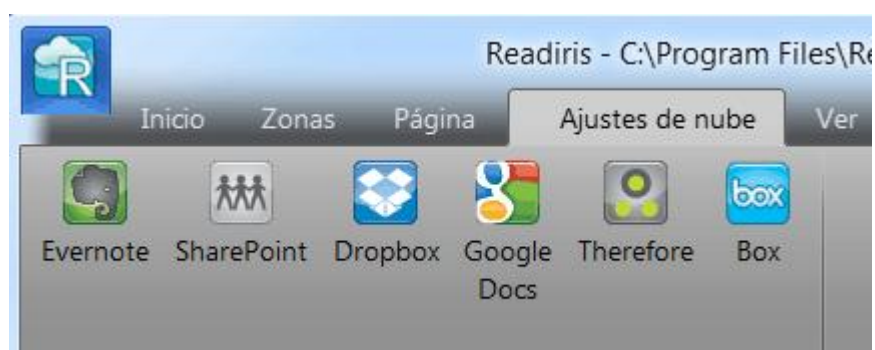 Readiris - C:\Program Files\Re
R
Inicio Zonas Página Ajustes de nube Ver
box
Evernote SharePoint Dropbox Google Docs Therefore Box